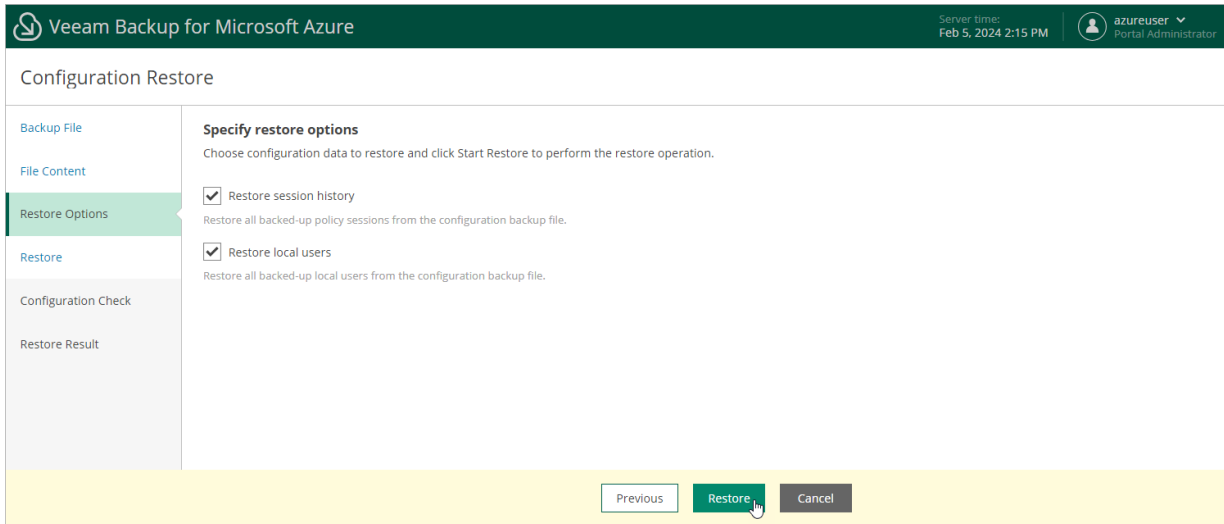 Veeam Backup for Microsoft Azure
Server time:
Feb 5, 2024 2:15 PM
azureuser
Portal Administrator
Configuration Restore
Backup File
File Content
Restore Options
Restore
Configuration Check
Restore Result
Specify restore options
Choose configuration data to restore and click Start Restore to perform the restore operation.
Restore session history
Restore all backed-up policy sessions from the configuration backup file.
Restore local users
Restore all backed-up local users from the configuration backup file.
Previous
Restore
Cancel